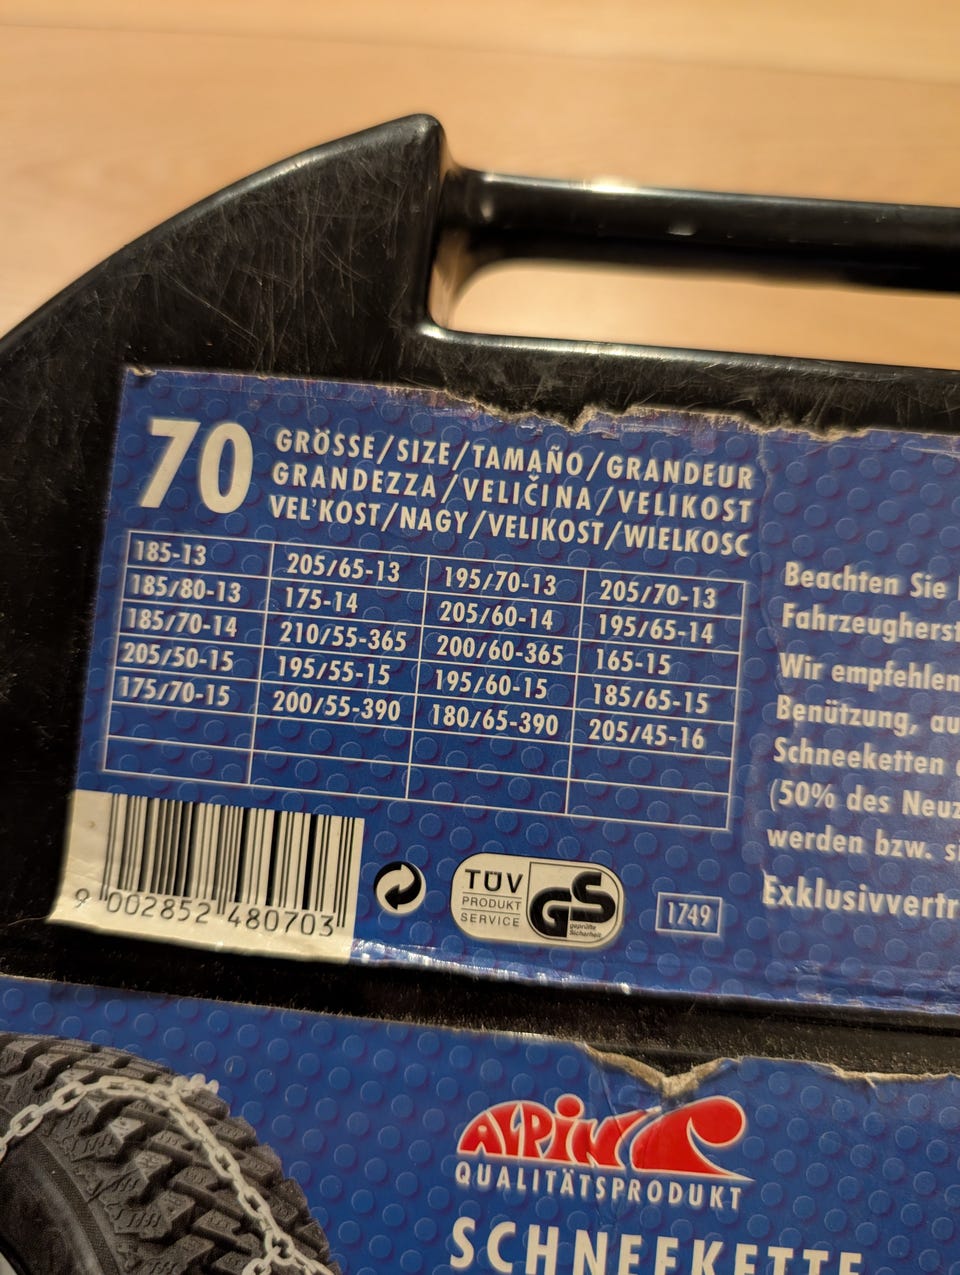 70
GRÖSSE/SIZE/TAMAÑO/GRANDEUR
GRANDEZZA/VELIČINA/VELIKOST
VEL'KOST/NAGY/VELIKOST/WIELKOSC
185-13 205/65-13 195/70-13 205/70-13
185/80-13 175-14 205/60-14 195/65-14
185/70-14 210/55-365 200/60-365 165-15
205/50-15 195/55-15 195/60-15 185/65-15
175/70-15 200/55-390 180/65-390 205/45-16
Beachten Sie
Fahrzeugherst
Wir empfehlen
Benützung, au
Schneeketten
(50% des Neuz
werden bzw. si
Exklusivvertr
9 002852 480703
TÜV
PRODUKT
SERVICE
GS
geprüfte
Sicherheit
1749
ALPIN
QUALITÄTSPRODUKT
SCHNEEKETTE